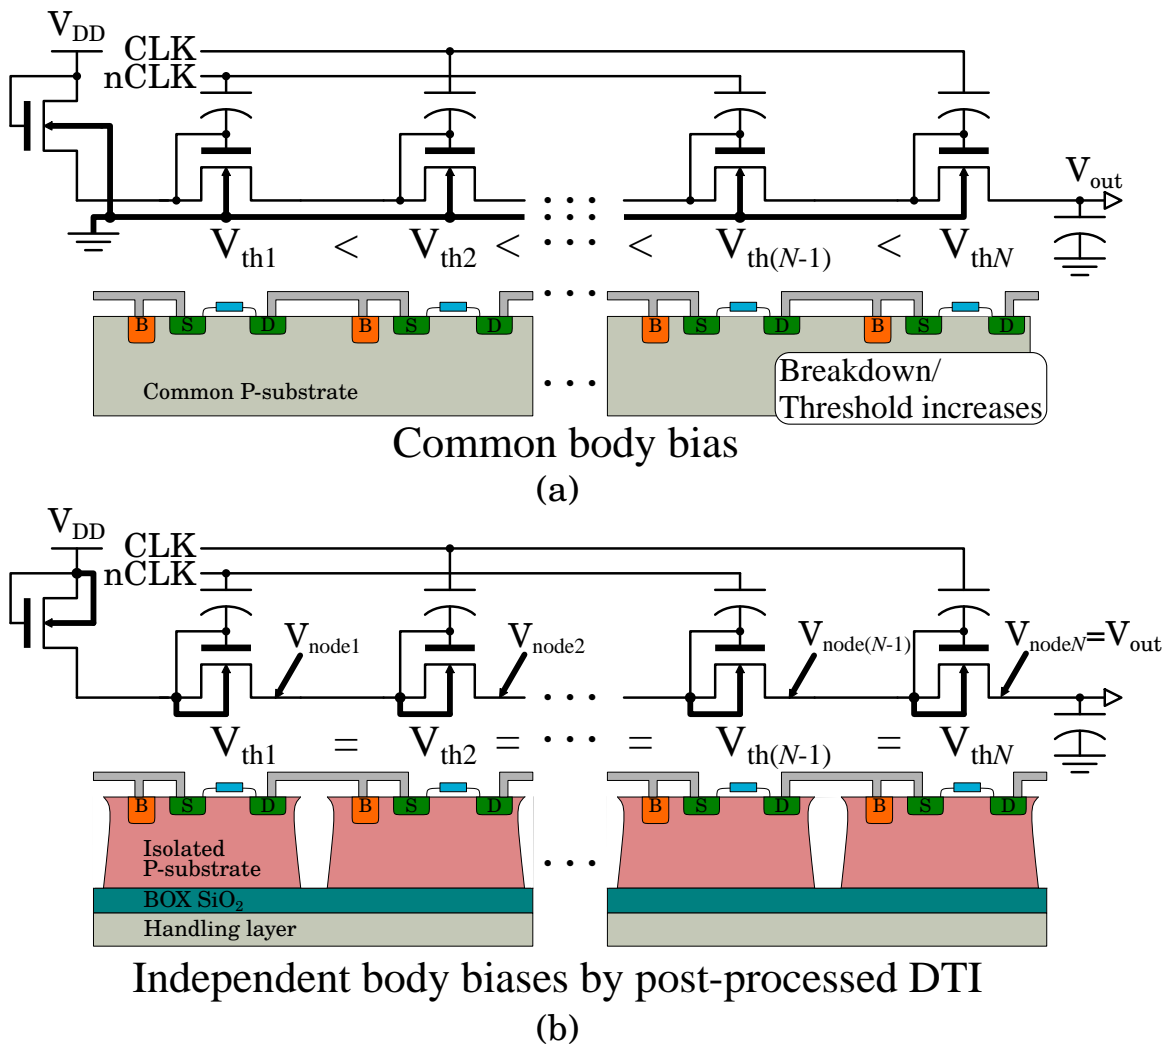 V_DD
CLK
nCLK
V_out
V_th1 < V_th2 < ··· < V_th(N-1) < V_thN
B S D B S D B S D B S D
Common P-substrate
Breakdown/
Threshold increases
Common body bias
(a)
V_DD
CLK
nCLK
V_node1 V_node2 V_node(N-1) V_nodeN=V_out
V_th1 = V_th2 = ··· = V_th(N-1) = V_thN
B S D B S D B S D B S D
Isolated
P-substrate
BOX SiO₂
Handling layer
Independent body biases by post-processed DTI
(b)